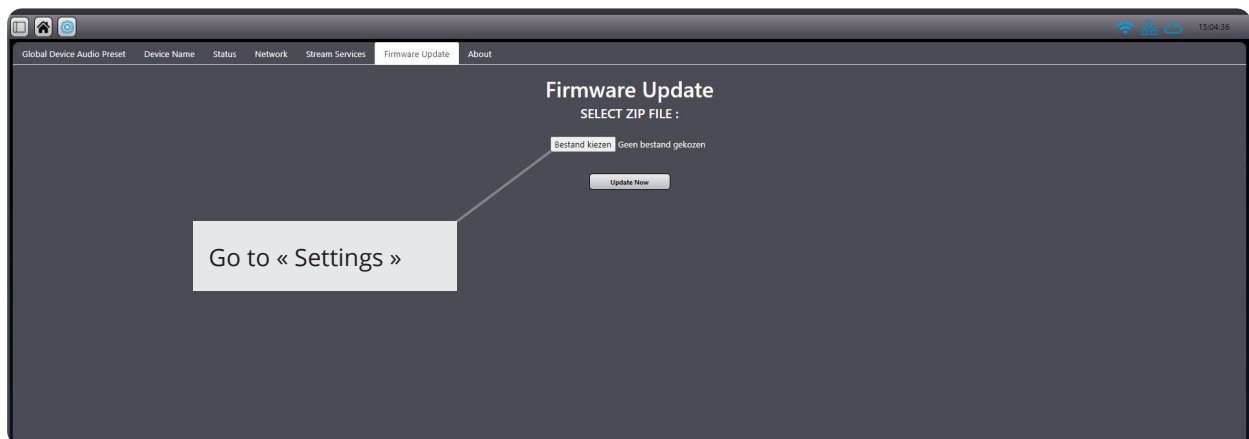 15:04:36
Global Device Audio Preset Device Name Status Network Stream Services Firmware Update About
Firmware Update
SELECT ZIP FILE :
Bestand kiezen Geen bestand gekozen
Update Now
Go to « Settings »